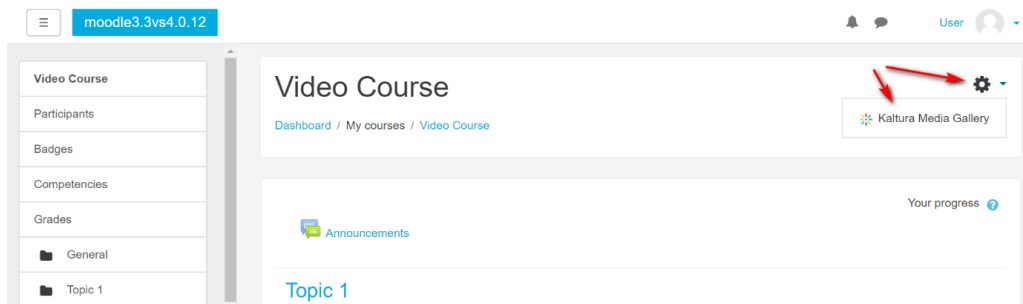 moodle3.3vs4.0.12
User
Video Course
Participants
Badges
Competencies
Grades
General
Topic 1
Video Course
Dashboard / My courses / Video Course
Kaltura Media Gallery
Your progress ?
Announcements
Topic 1